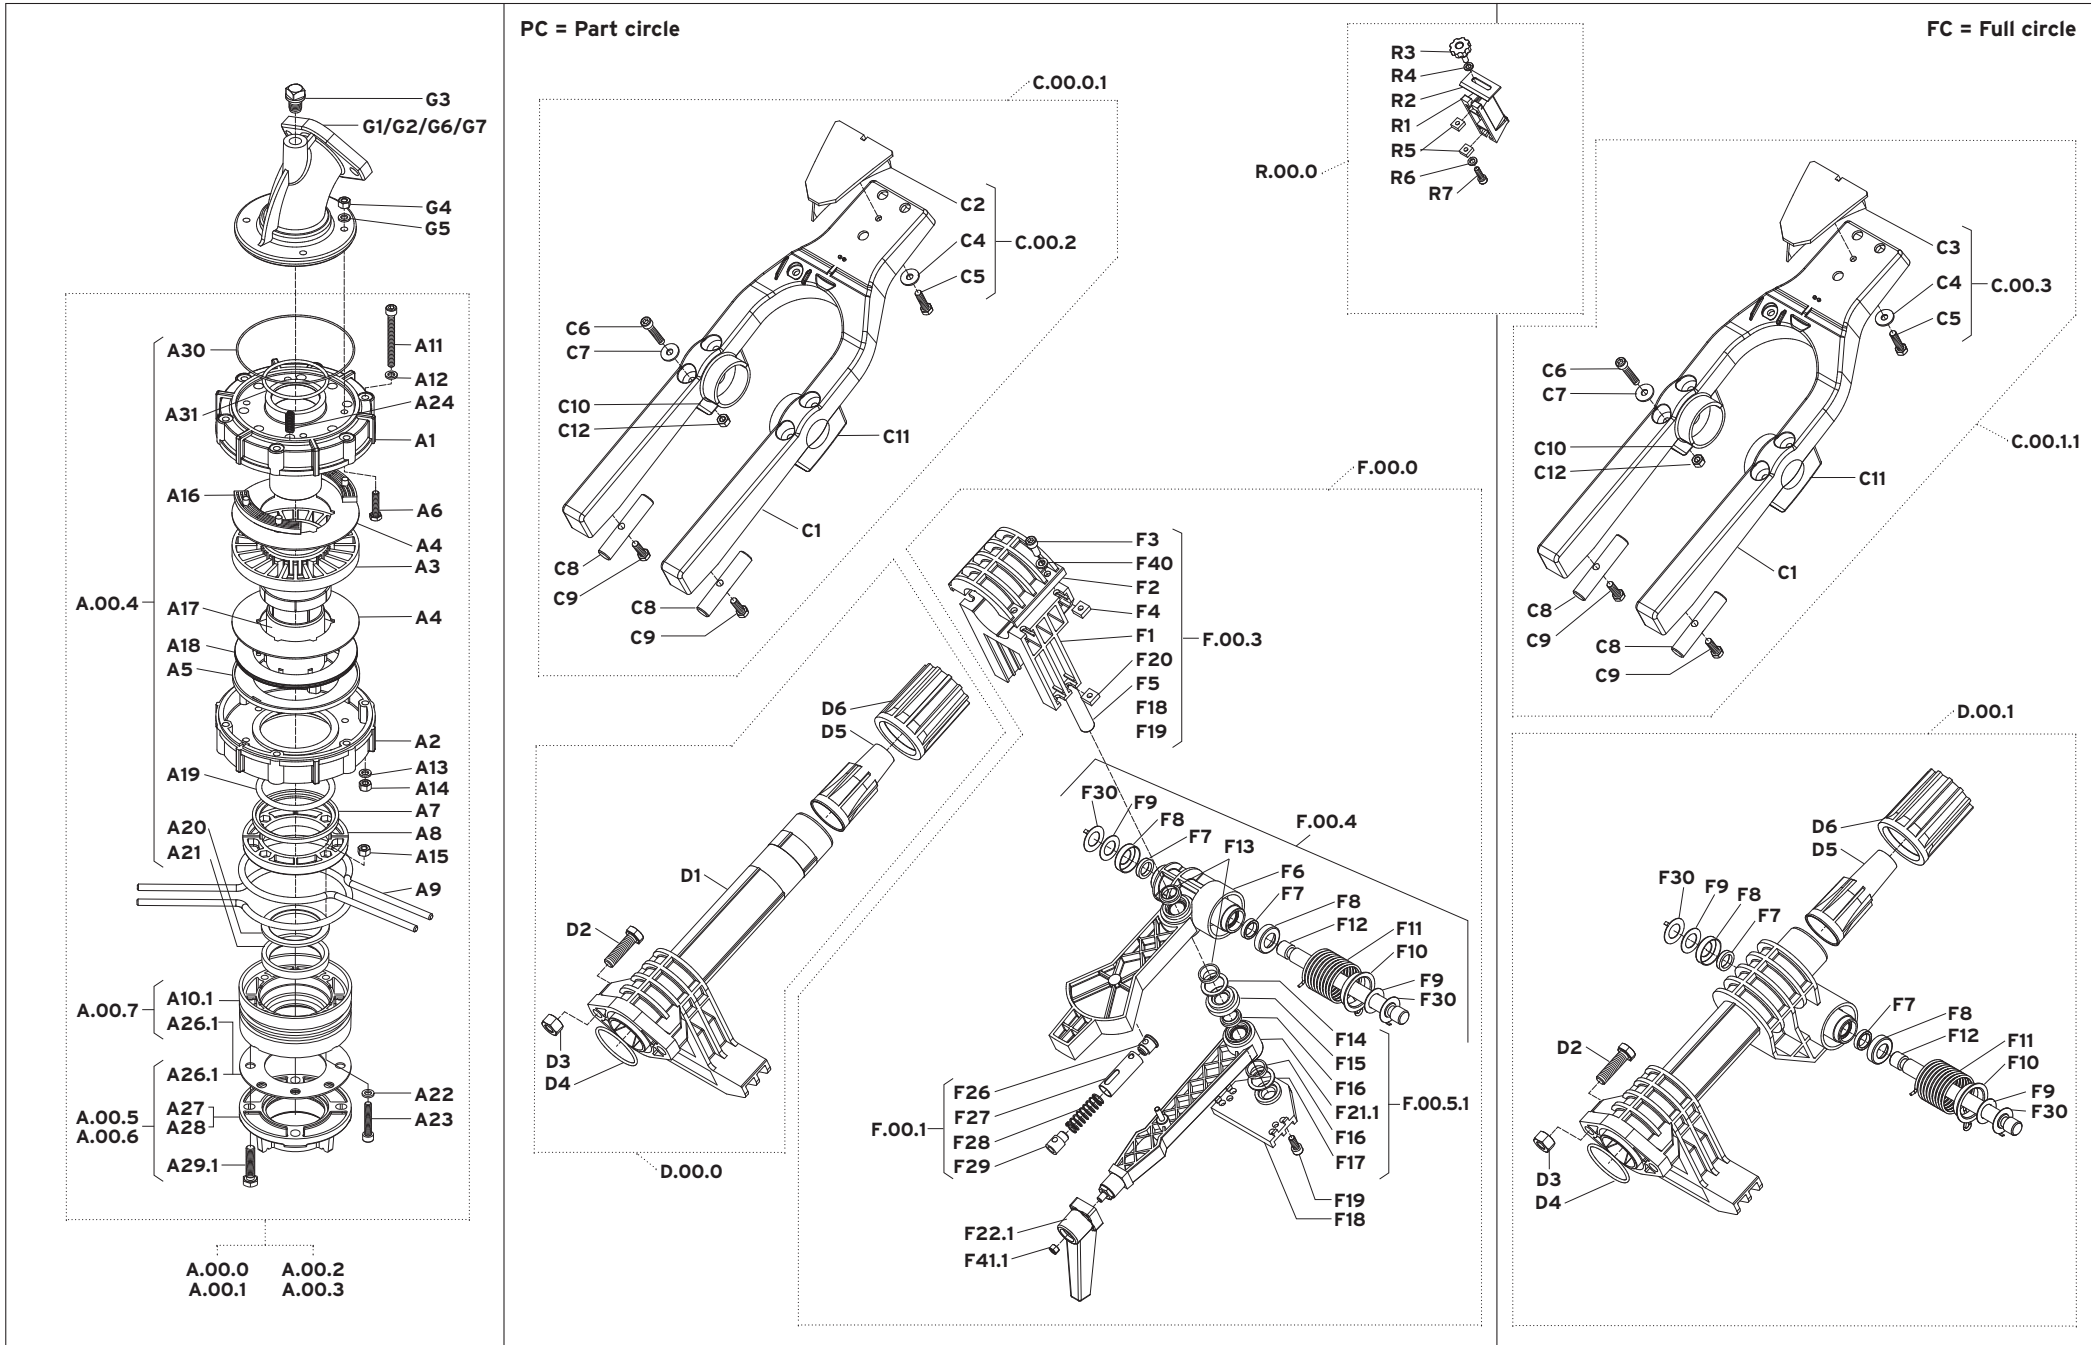 PC = Part circle
FC = Full circle
G3
G1/G2/G6/G7
G4
G5
A30
A11
A12
A31
A24
A1
A16
A6
A4
A3
A.00.4
A17
A4
A18
A5
A2
A13
A19
A14
A7
A20
A8
A21
A15
A9
A.00.7
A10.1
A26.1
A26.1
A.00.5
A.00.6
A27
A28
A22
A23
A29.1
A.00.0
A.00.2
A.00.1
A.00.3
C.00.0.1
C2
C4
C.00.2
C5
C6
C7
C10
C12
C11
C1
C8
C9
C8
C9
R3
R4
R2
R1
R5
R.00.0
R6
R7
C3
C4
C.00.3
C5
C6
C7
C10
C12
C11
C.00.1.1
C1
C8
C9
C8
C9
F.00.0
F3
F40
F2
F4
F1
F.00.3
F20
F5
F18
F19
D6
D5
D1
D2
D3
D4
D.00.0
F30
F9
F8
F7
F13
F.00.4
F6
F7
F8
F12
F11
F10
F9
F30
F14
F15
F16
F21.1
F.00.5.1
F16
F17
F26
F27
F.00.1
F28
F29
F19
F18
F22.1
F41.1
D.00.1
D6
D5
F30
F9
F8
F7
F7
F8
F12
F11
F10
F9
F30
D2
D3
D4